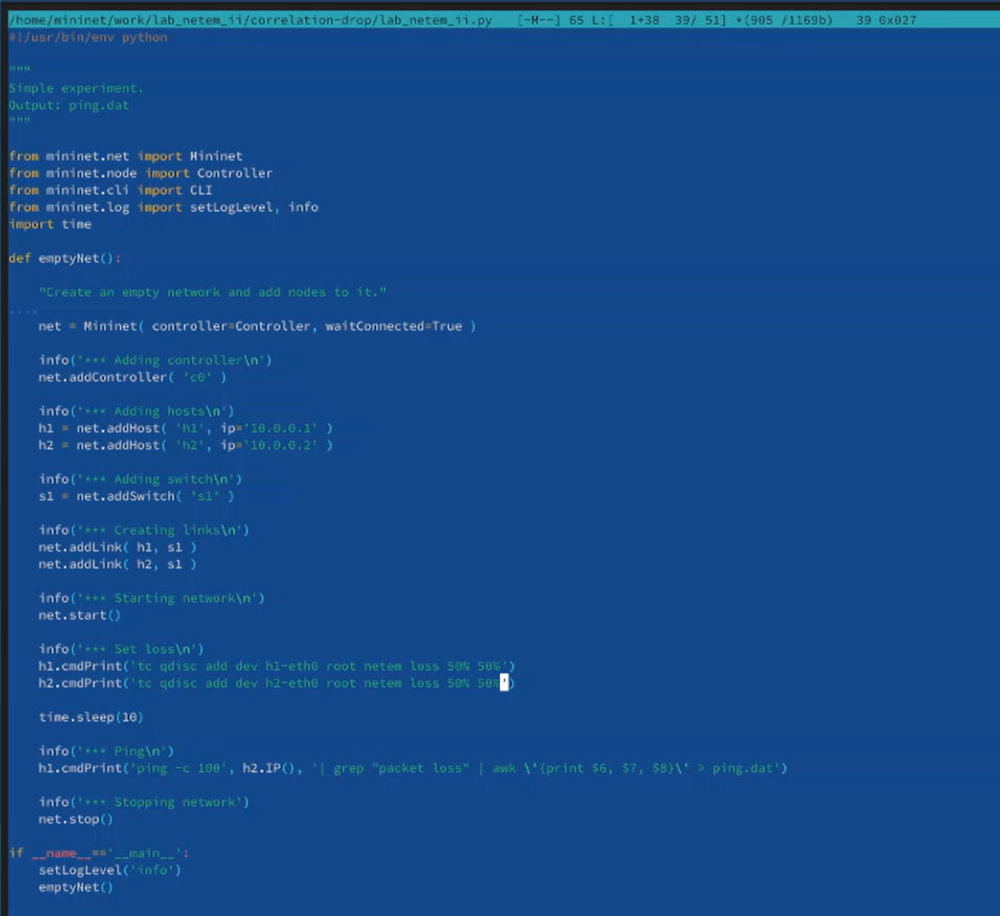 /home/mininet/work/lab_netem_ii/correlation-drop/lab_netem_ii.py [-M--] 65 L:[ 1+38 39/ 51] *(905 /1169b) 39 0x027
#!/usr/bin/env python
"""
Simple experiment.
Output: ping.dat
"""
from mininet.net import Mininet
from mininet.node import Controller
from mininet.cli import CLI
from mininet.log import setLogLevel, info
import time
def emptyNet():
"Create an empty network and add nodes to it."
....
net = Mininet( controller=Controller, waitConnected=True )
info('*** Adding controller\n')
net.addController( 'c0' )
info('*** Adding hosts\n')
h1 = net.addHost( 'h1', ip='10.0.0.1' )
h2 = net.addHost( 'h2', ip='10.0.0.2' )
info('*** Adding switch\n')
s1 = net.addSwitch( 's1' )
info('*** Creating links\n')
net.addLink( h1, s1 )
net.addLink( h2, s1 )
info('*** Starting network\n')
net.start()
info('*** Set loss\n')
h1.cmdPrint('tc qdisc add dev h1-eth0 root netem loss 50% 50%')
h2.cmdPrint('tc qdisc add dev h2-eth0 root netem loss 50% 50%')
time.sleep(10)
info('*** Ping\n')
h1.cmdPrint('ping -c 100', h2.IP(), '| grep "packet loss" | awk \'{print $6, $7, $8}\' > ping.dat')
info('*** Stopping network')
net.stop()
if __name__=='__main__':
setLogLevel('info')
emptyNet()